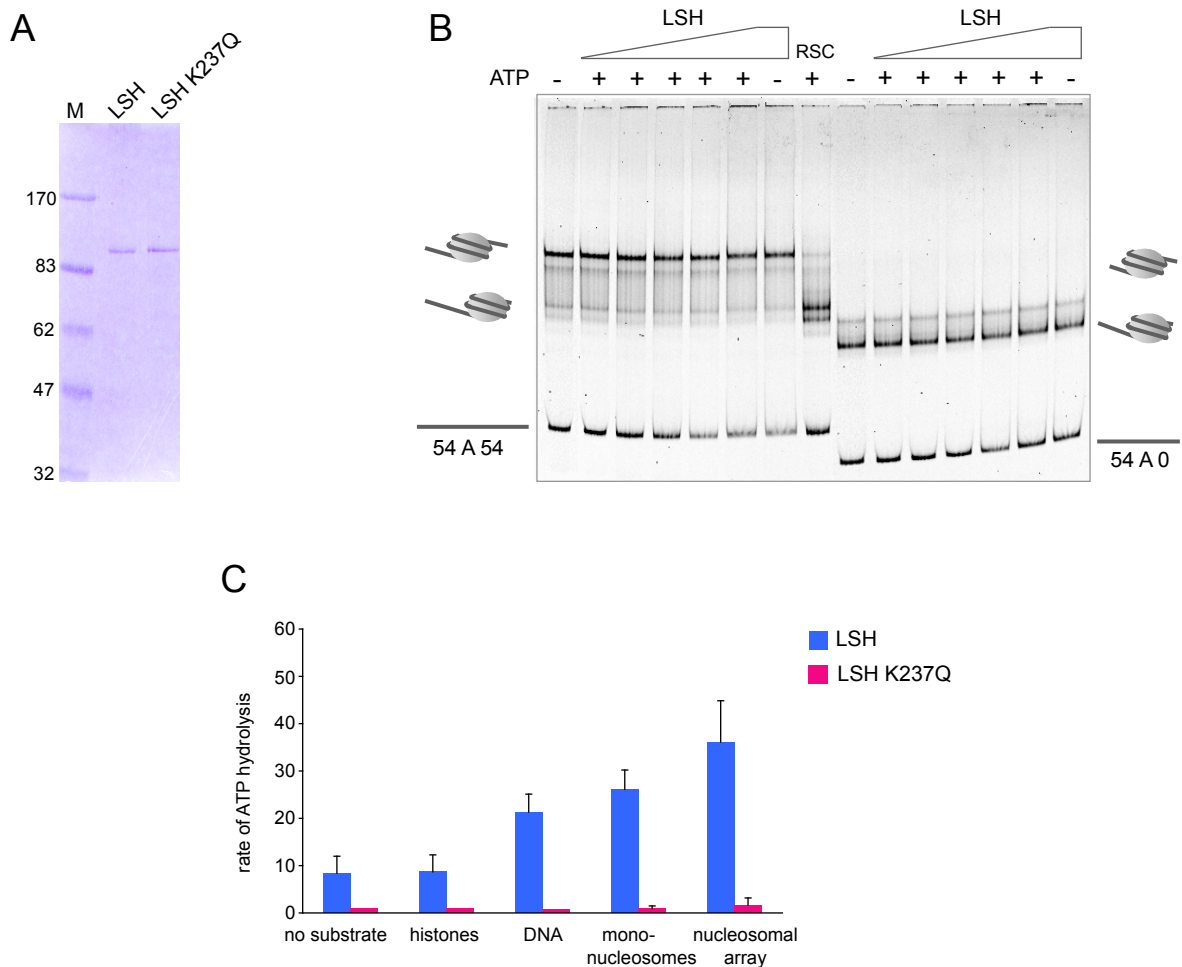 A
M
LSH
LSH K237Q
170
83
62
47
32
B
LSH
RSC
LSH
ATP
- + + + + + - + - + + + + + -
54 A 54
54 A 0
C
60
50
40
30
20
10
0
rate of ATP hydrolysis
LSH
LSH K237Q
no substrate
histones
DNA
mono-
nucleosomes
nucleosomal
array